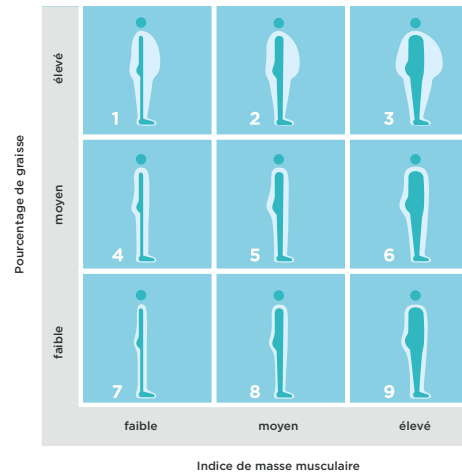 Pourcentage de graisse
élevé
1
2
3
moyen
4
5
6
faible
7
8
9
faible
moyen
élevé
Indice de masse musculaire